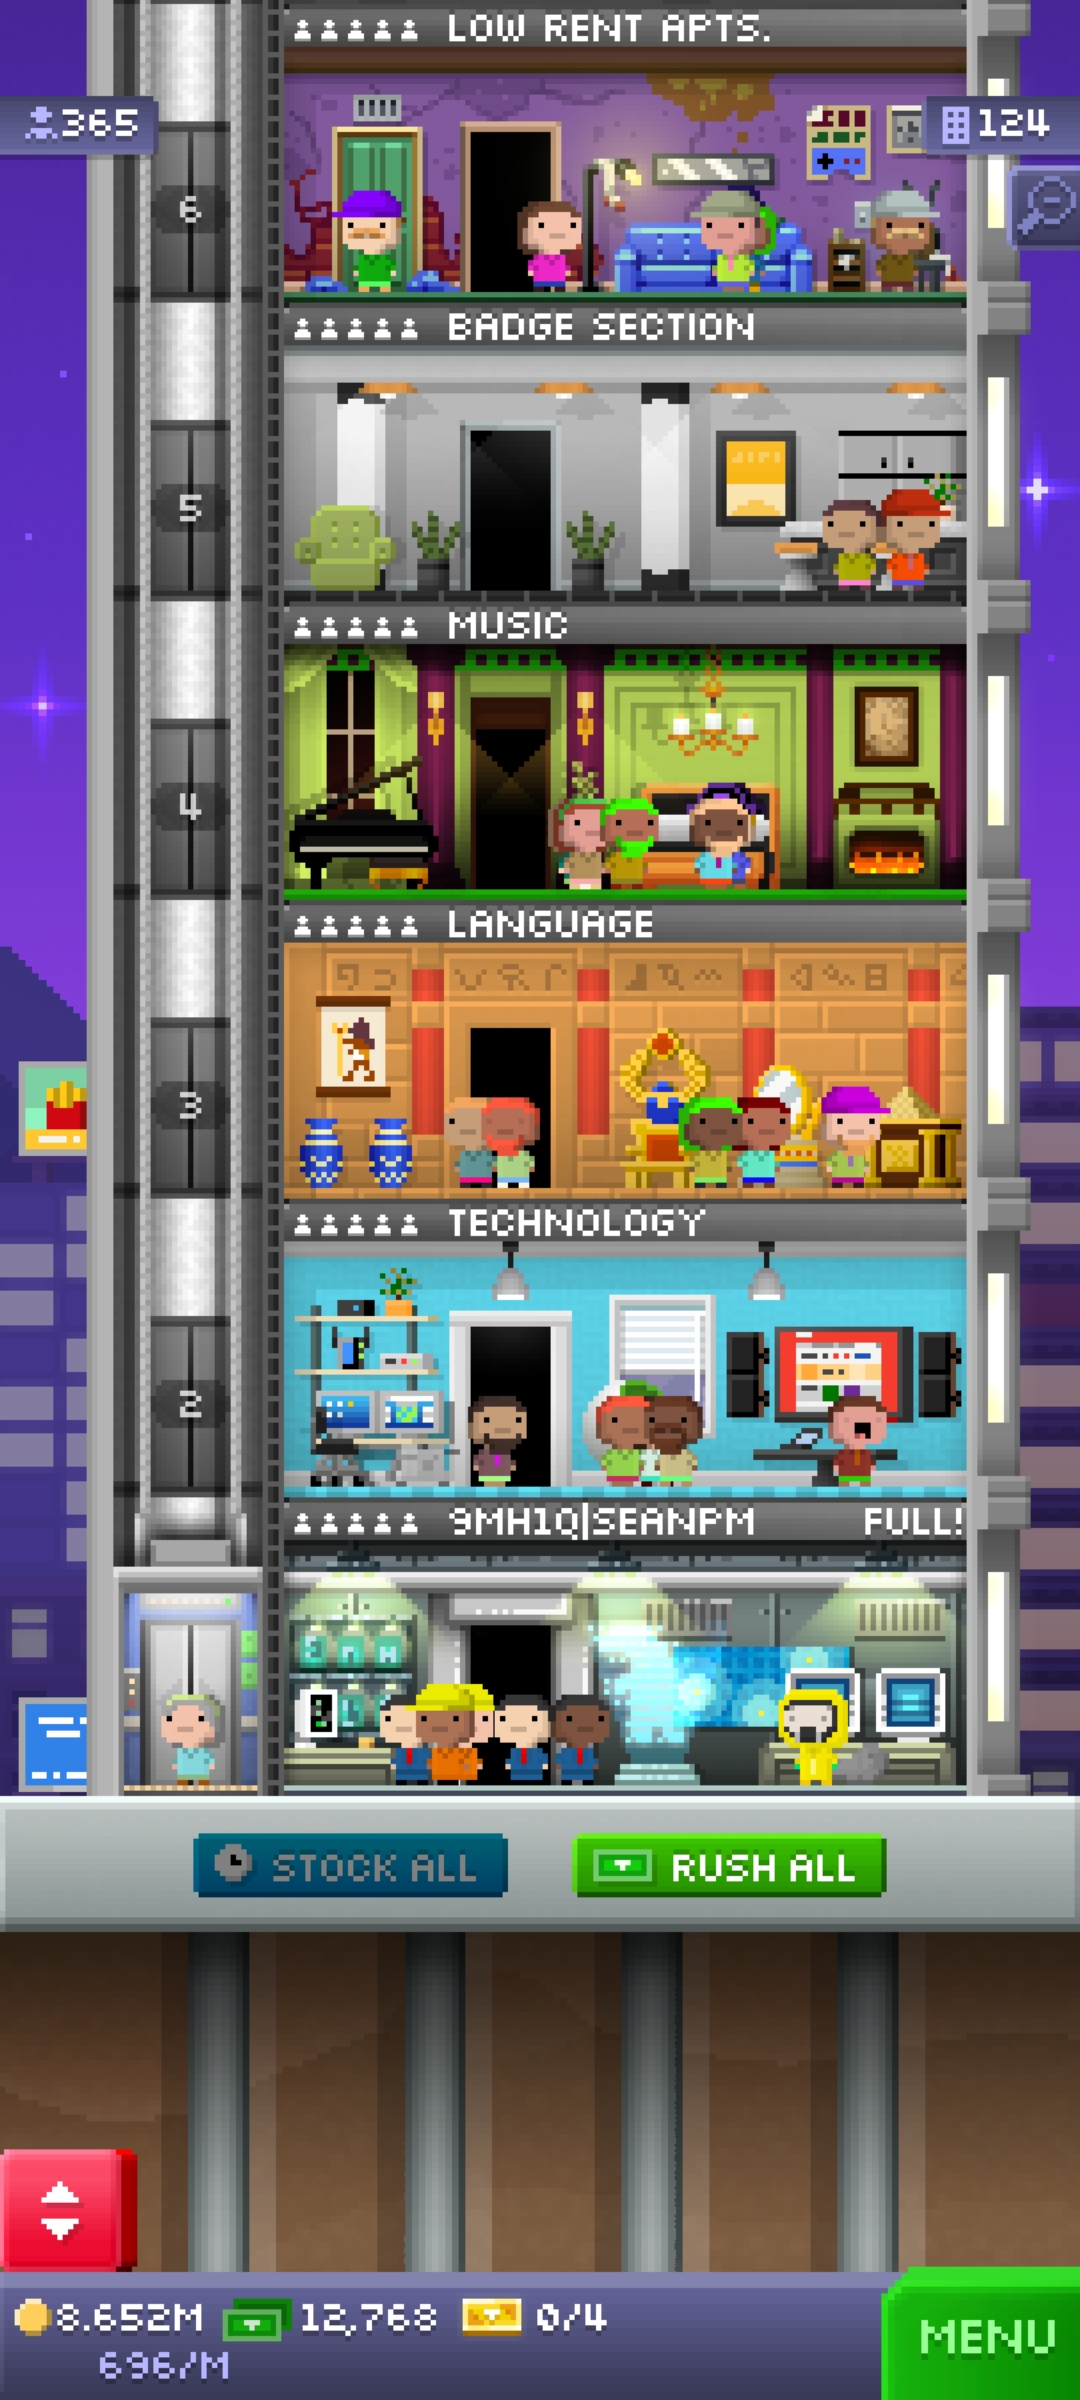 LOW RENT APTS.
365
124
6
BADGE SECTION
5
MUSIC
4
LANGUAGE
3
TECHNOLOGY
2
9MH1Q|SEANPM FULL!
STOCK ALL
RUSH ALL
8.652M 12,768 0/4
696/M
MENU